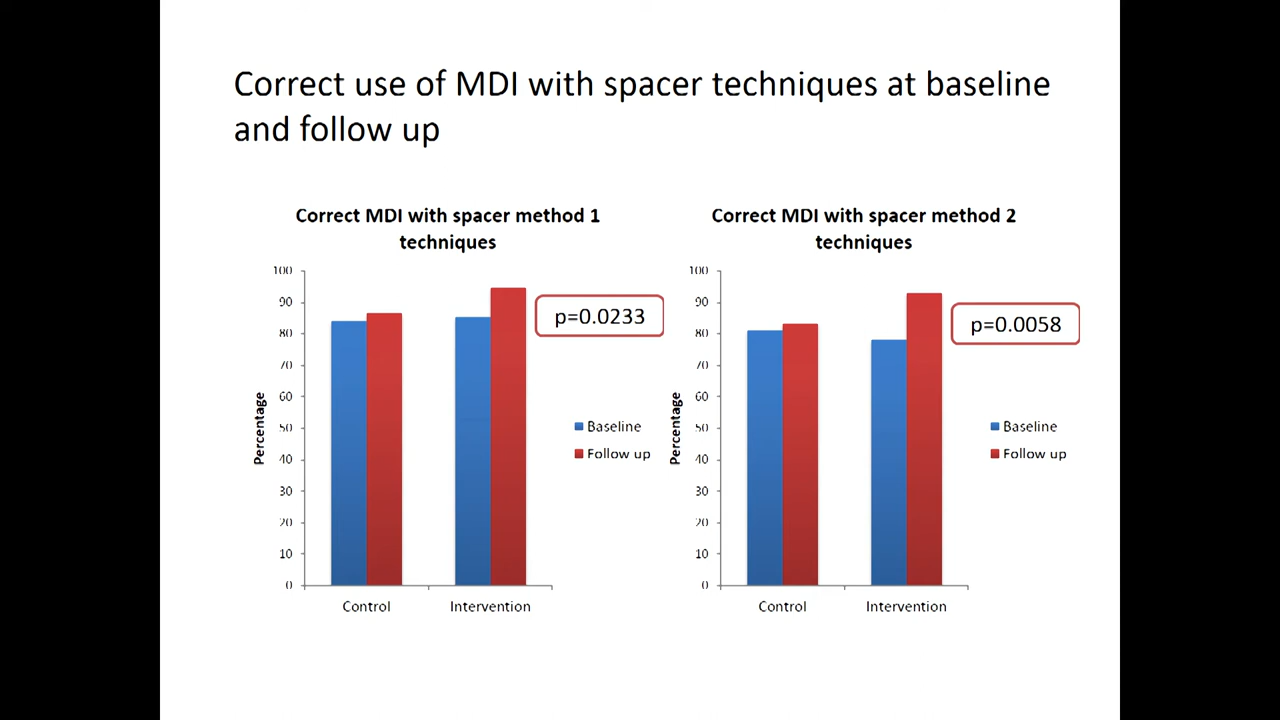 Correct use of MDI with spacer techniques at baseline
and follow up
Correct MDI with spacer method 1
techniques
100
90
80
70
60
50
40
30
20
10
0
Percentage
Control
Intervention
p=0.0233
Baseline
Follow up
Correct MDI with spacer method 2
techniques
100
90
80
70
60
50
40
30
20
10
0
Percentage
Control
Intervention
p=0.0058
Baseline
Follow up